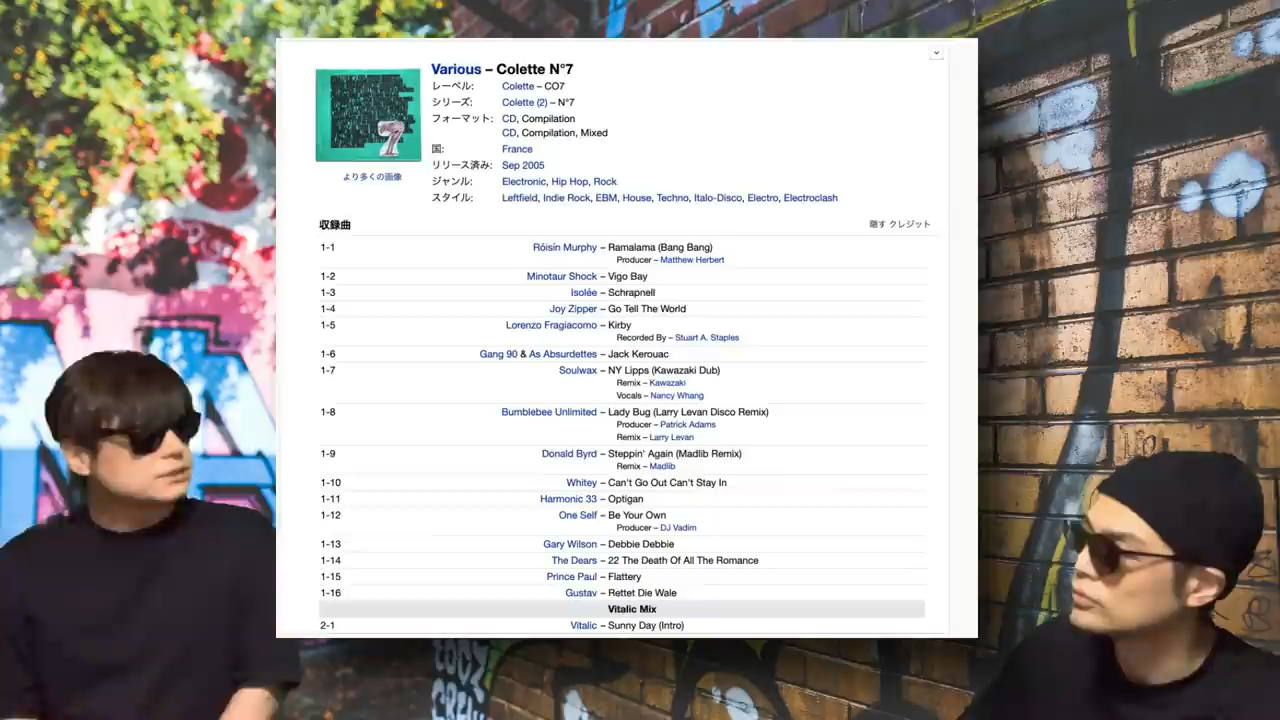 Various – Colette N°7
レーベル: Colette – CO7
シリーズ: Colette (2) – N°7
フォーマット: CD, Compilation
CD, Compilation, Mixed
国: France
リリース済み: Sep 2005
ジャンル: Electronic, Hip Hop, Rock
スタイル: Leftfield, Indie Rock, EBM, House, Techno, Italo-Disco, Electro, Electroclash
7
より多くの画像
収録曲 隠す クレジット
1-1 Róisín Murphy – Ramalama (Bang Bang)
Producer – Matthew Herbert
1-2 Minotaur Shock – Vigo Bay
1-3 Isolée – Schrapnell
1-4 Joy Zipper – Go Tell The World
1-5 Lorenzo Fragiacomo – Kirby
Recorded By – Stuart A. Staples
1-6 Gang 90 & As Absurdettes – Jack Kerouac
1-7 Soulwax – NY Lipps (Kawazaki Dub)
Remix – Kawazaki
Vocals – Nancy Whang
1-8 Bumblebee Unlimited – Lady Bug (Larry Levan Disco Remix)
Producer – Patrick Adams
Remix – Larry Levan
1-9 Donald Byrd – Steppin' Again (Madlib Remix)
Remix – Madlib
1-10 Whitey – Can't Go Out Can't Stay In
1-11 Harmonic 33 – Optigan
1-12 One Self – Be Your Own
Producer – DJ Vadim
1-13 Gary Wilson – Debbie Debbie
1-14 The Dears – 22 The Death Of All The Romance
1-15 Prince Paul – Flattery
1-16 Gustav – Rettet Die Wale
Vitalic Mix
2-1 Vitalic – Sunny Day (Intro)